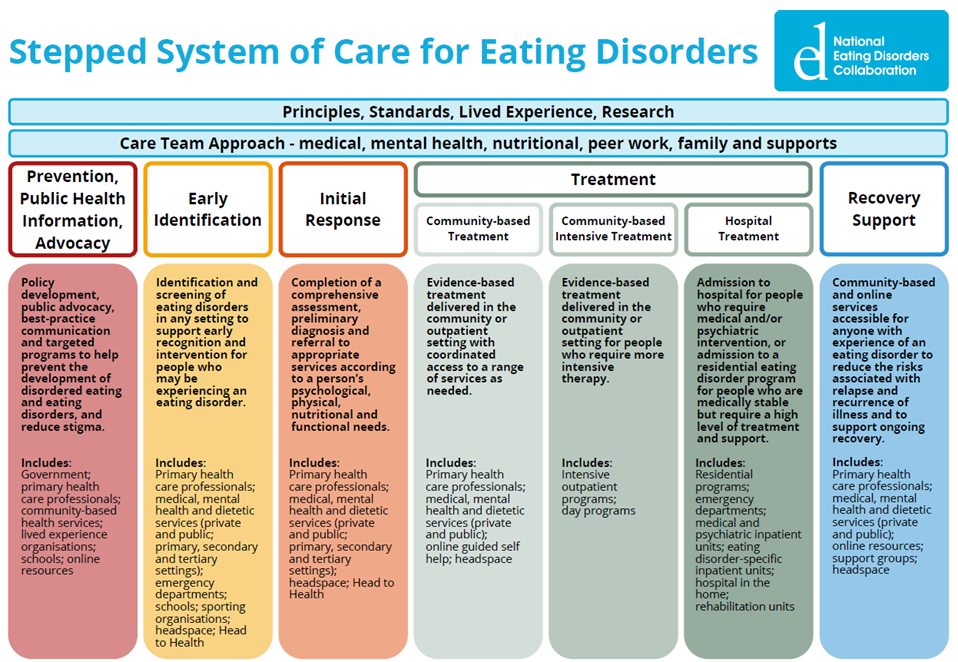 Stepped System of Care for Eating Disorders
National
Eating Disorders
Collaboration
Principles, Standards, Lived Experience, Research
Care Team Approach - medical, mental health, nutritional, peer work, family and supports
Prevention,
Public Health
Information,
Advocacy
Early
Identification
Initial
Response
Treatment
Community-based
Treatment
Community-based
Intensive Treatment
Hospital
Treatment
Recovery
Support
Policy
development,
public advocacy,
best-practice
communication
and targeted
programs to help
prevent the
development of
disordered eating
and eating
disorders, and
reduce stigma.
Includes:
Government;
primary health
care professionals;
community-based
health services;
lived experience
organisations;
schools; online
resources
Identification and
screening of
eating disorders
in any setting to
support early
recognition and
intervention for
people who
may be
experiencing an
eating disorder.
Includes:
Primary health
care professionals;
medical, mental
health and dietetic
services (private
and public;
primary, secondary
and tertiary
settings);
emergency
departments;
schools; sporting
organisations;
headspace; Head
to Health
Completion of a
comprehensive
assessment,
preliminary
diagnosis and
referral to
appropriate
services according
to a person's
psychological,
physical,
nutritional and
functional needs.
Includes:
Primary health
care professionals;
medical, mental
health and dietetic
services (private
and public;
primary, secondary
and tertiary
settings);
headspace; Head to
Health
Evidence-based
treatment
delivered in the
community or
outpatient
setting with
coordinated
access to a range
of services as
needed.
Includes:
Primary health
care professionals;
medical, mental
health and dietetic
services (private
and public);
online guided self
help; headspace
Evidence-based
treatment
delivered in the
community or
outpatient
setting for people
who require more
intensive
therapy.
Includes:
Intensive
outpatient
programs;
day programs
Admission to
hospital for people
who require
medical and/or
psychiatric
intervention, or
admission to a
residential eating
disorder program
for people who are
medically stable
but require a high
level of treatment
and support.
Includes:
Residential
programs;
emergency
departments;
medical and
psychiatric inpatient
units; eating
disorder-specific
inpatient units;
hospital in the
home;
rehabilitation units
Community-based
and online
services
accessible for
anyone with
experience of an
eating disorder to
reduce the risks
associated with
relapse and
recurrence of
illness and to
support ongoing
recovery.
Includes:
Primary health
care professionals;
medical, mental
health and dietetic
services (private
and public);
online resources;
support groups;
headspace